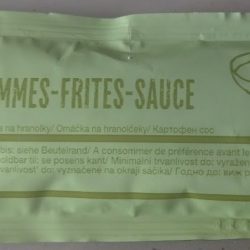 MMES-FRITES-SAUCE
na hranolky/ Omáčka na hranolčeky/ Картофен сос
bis: siehe Beutelrand/ A consommer de préférence avant le
oldbar til: se posens kant/ Minimální trvanlivost do: vyražen
trvanlivosť do: vyznačené na okraji sáčika/ Годно до: виж р